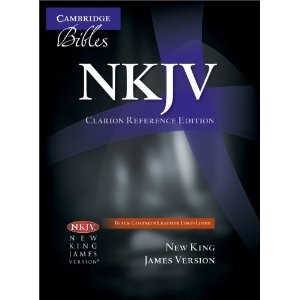 CAMBRIDGE
Bibles
NKJV
CLARION REFERENCE EDITION
BLACK GOATSKIN LEATHER EDGE-LINED
NKJV
NEW
KING
JAMES
VERSION®
NEW KING
JAMES VERSION